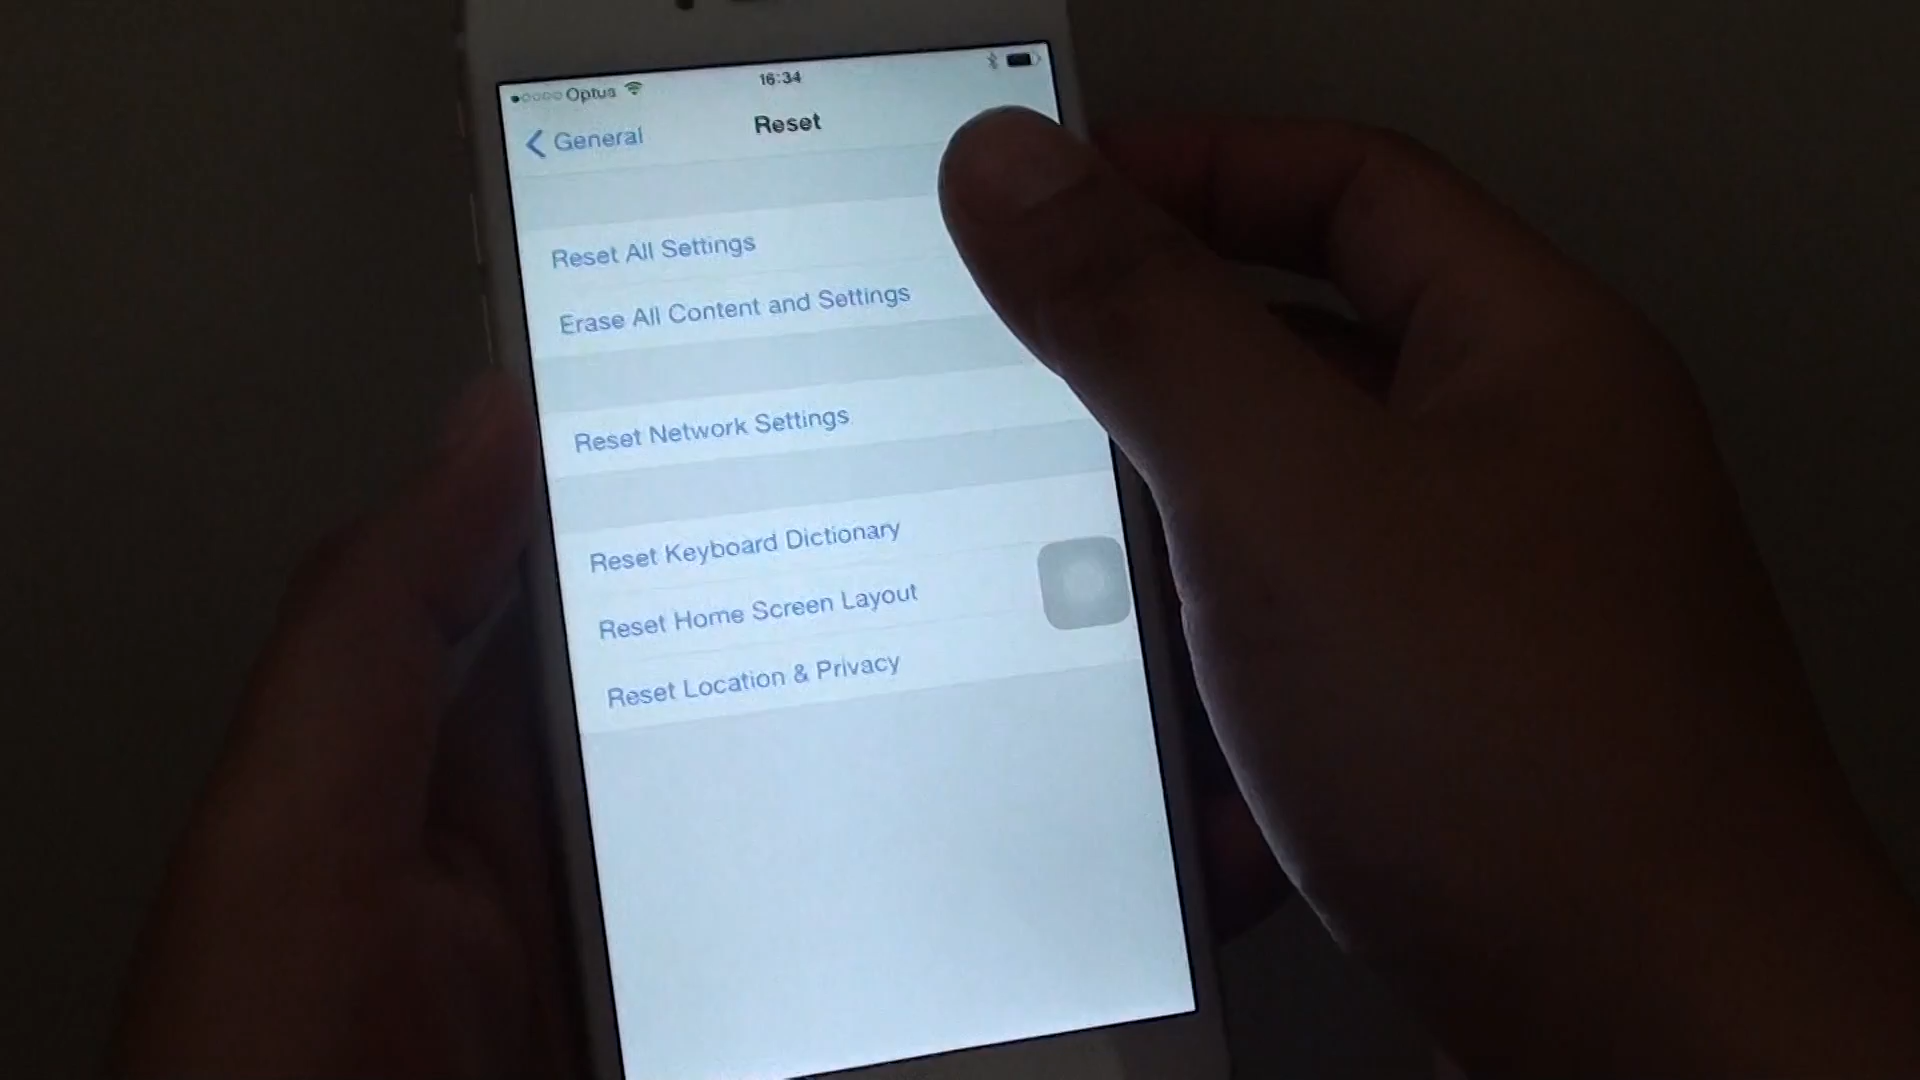 Optus 16:34
General Reset
Reset All Settings
Erase All Content and Settings
Reset Network Settings
Reset Keyboard Dictionary
Reset Home Screen Layout
Reset Location & Privacy